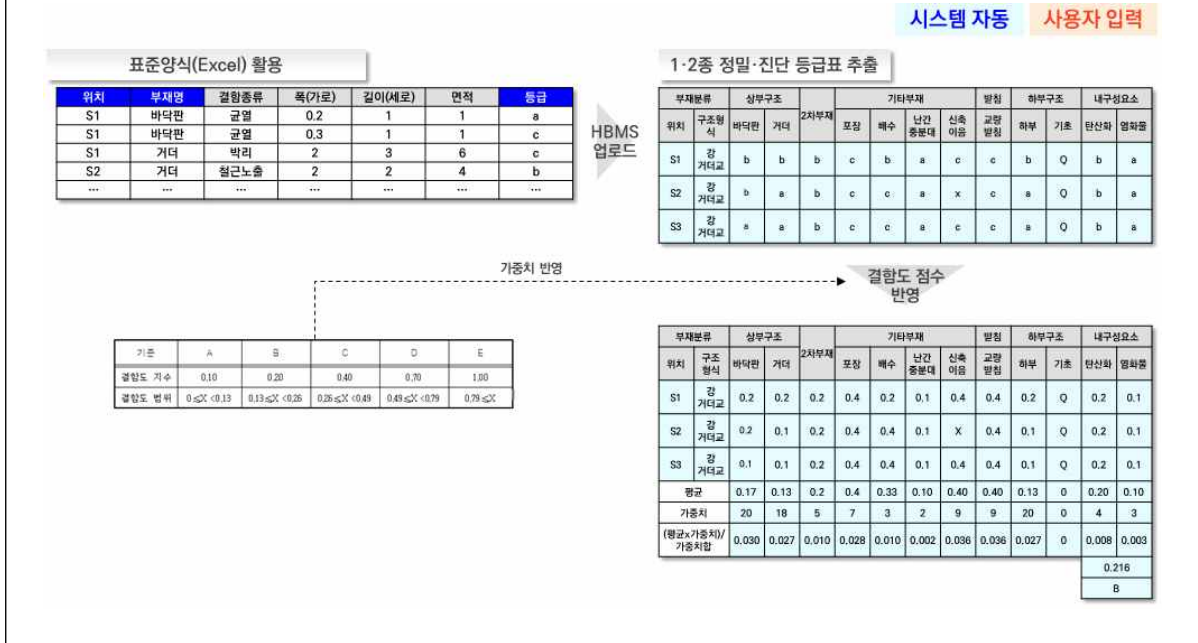 시스템 자동 사용자 입력
표준양식(Excel) 활용
위치 부재명 결함종류 폭(가로) 길이(세로) 면적 등급
S1 바닥판 균열 0.2 1 1 a
S1 바닥판 균열 0.3 1 1 c
S1 거더 박리 2 3 6 c
S2 거더 철근노출 2 2 4 b
... ... ... ... ... ... ...
HBMS
업로드
1·2종 정밀·진단 등급표 추출
부재분류 상부구조 2차부재 기타부재 받침 하부구조 내구성요소
위치 구조형식 바닥판 거더 포장 배수 난간 중분대 신축 이음 교량 받침 하부 기초 탄산화 염화물
S1 강 거더교 b b b c b a c c b Q b a
S2 강 거더교 b a b c c a x c a Q b a
S3 강 거더교 a a b c c a c c a Q b a
가중치 반영
결함도 점수
반영
기준 A B C D E
결함도 지수 0.10 0.20 0.40 0.70 1.00
결함도 범위 0≤X<0.13 0.13≤X<0.26 0.26≤X<0.49 0.49≤X<0.79 0.79≤X
부재분류 상부구조 2차부재 기타부재 받침 하부구조 내구성요소
위치 구조 형식 바닥판 거더 포장 배수 난간 중분대 신축 이음 교량 받침 하부 기초 탄산화 염화물
S1 강 거더교 0.2 0.2 0.2 0.4 0.2 0.1 0.4 0.4 0.2 Q 0.2 0.1
S2 강 거더교 0.2 0.1 0.2 0.4 0.4 0.1 X 0.4 0.1 Q 0.2 0.1
S3 강 거더교 0.1 0.1 0.2 0.4 0.4 0.1 0.4 0.4 0.1 Q 0.2 0.1
평균 0.17 0.13 0.2 0.4 0.33 0.10 0.40 0.40 0.13 0 0.20 0.10
가중치 20 18 5 7 3 2 9 9 20 0 4 3
(평균x가중치)/가중치합 0.030 0.027 0.010 0.028 0.010 0.002 0.036 0.036 0.027 0 0.008 0.003
0.216
B